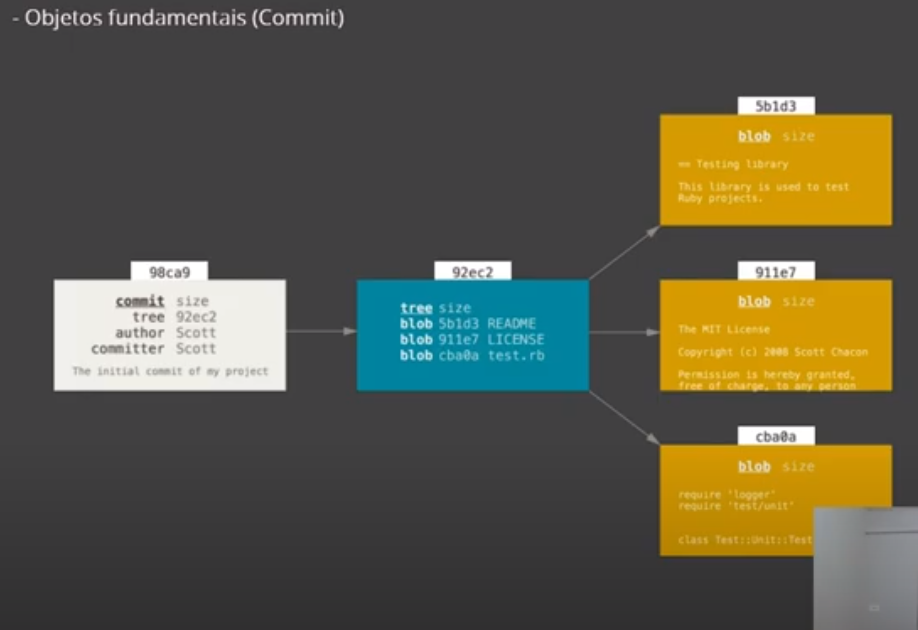 - Objetos fundamentais (Commit)
98ca9
commit size
tree 92ec2
author Scott
committer Scott
The initial commit of my project
92ec2
tree size
blob 5b1d3 README
blob 911e7 LICENSE
blob cba0a test.rb
5b1d3
blob size
== Testing library
This library is used to test
Ruby projects.
911e7
blob size
The MIT License
Copyright (c) 2008 Scott Chacon
Permission is hereby granted,
free of charge, to any person
cba0a
blob size
require 'logger'
require 'test/unit'
class Test::Unit::Test